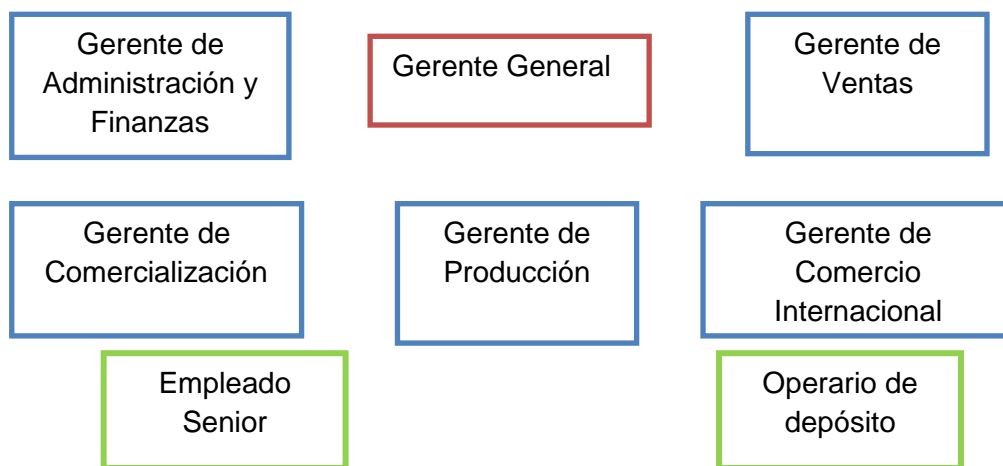 Gerente de
Administración y
Finanzas
Gerente General
Gerente de
Ventas
Gerente de
Comercialización
Gerente de
Producción
Gerente de
Comercio
Internacional
Empleado
Senior
Operario de
depósito